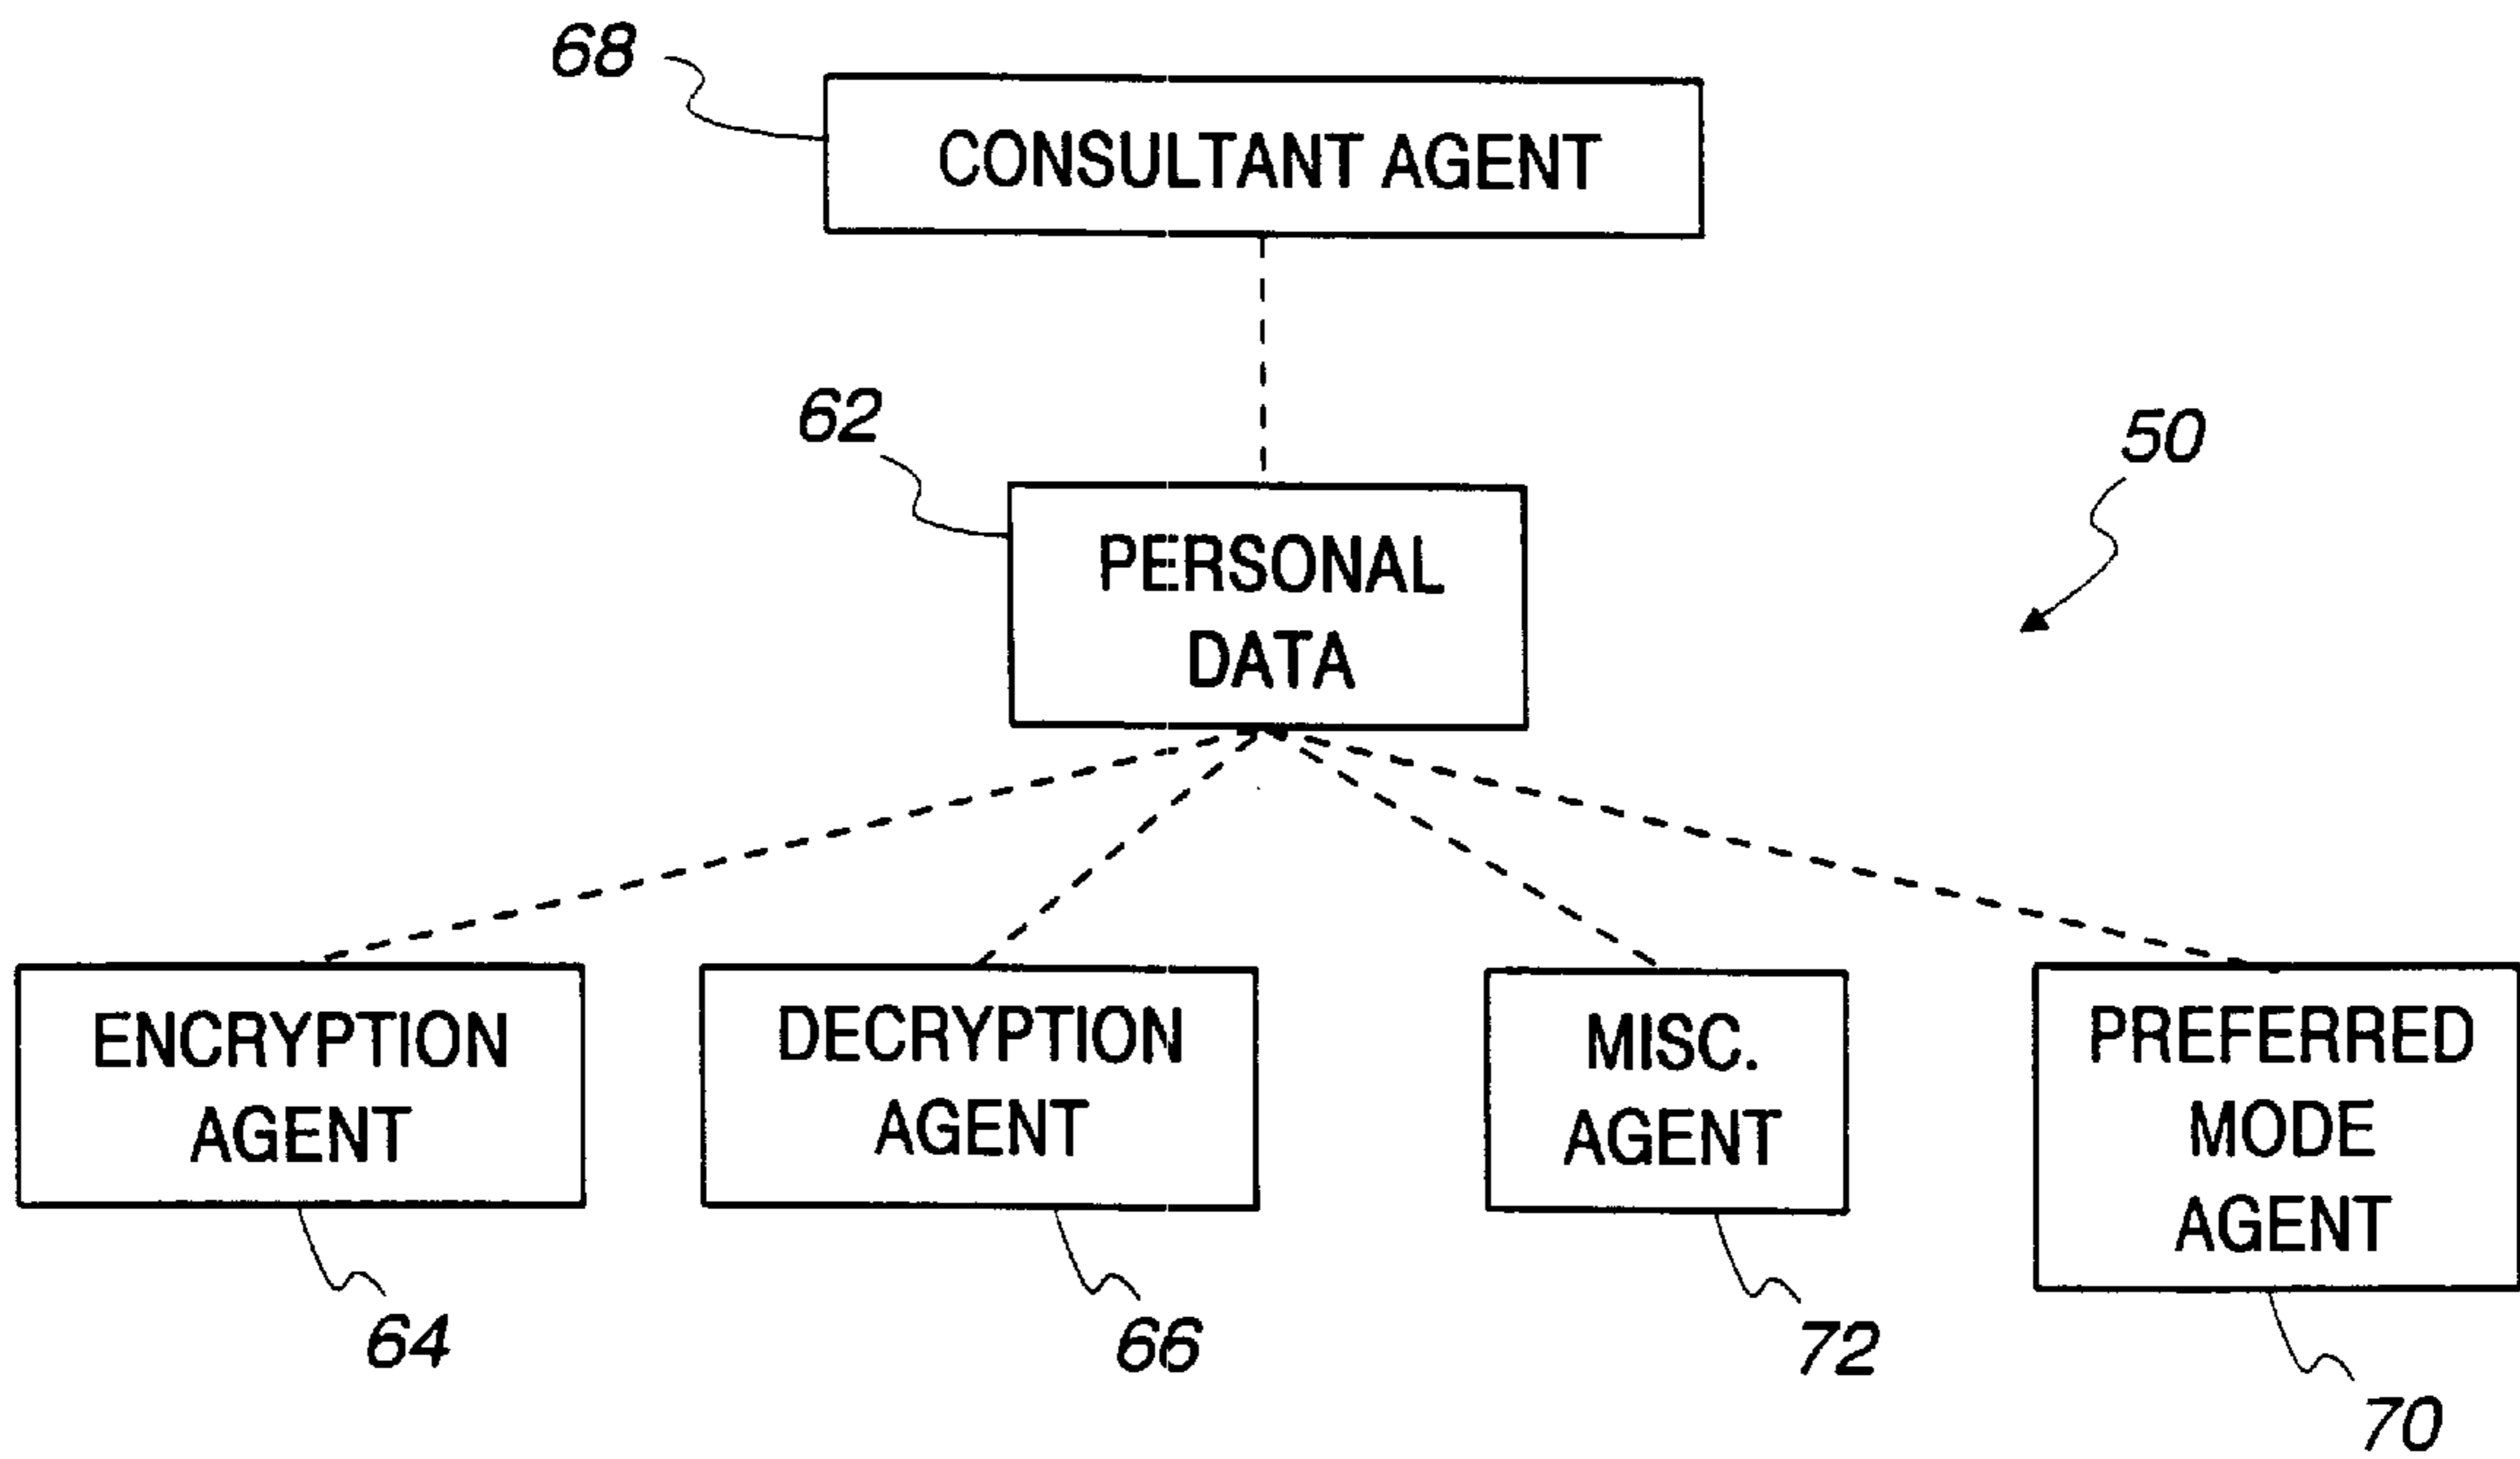 68
CONSULTANT AGENT
62
50
PERSONAL
DATA
ENCRYPTION
AGENT
DECRYPTION
AGENT
MISC.
AGENT
PREFERRED
MODE
AGENT
64
66
72
70